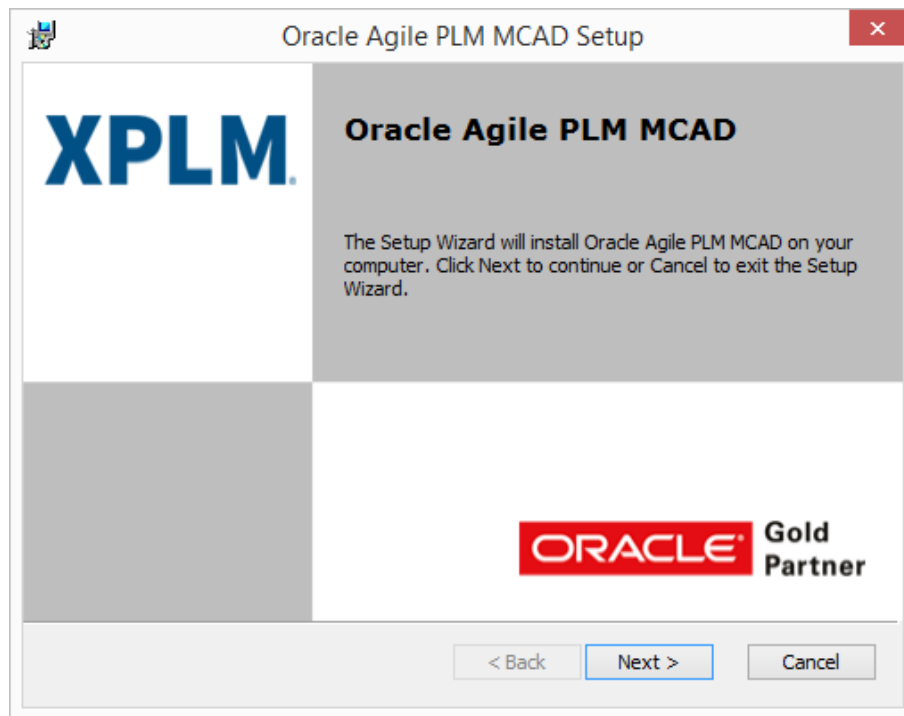 Oracle Agile PLM MCAD Setup
XPLM.
Oracle Agile PLM MCAD
The Setup Wizard will install Oracle Agile PLM MCAD on your
computer. Click Next to continue or Cancel to exit the Setup
Wizard.
ORACLE Gold
Partner
< Back Next > Cancel